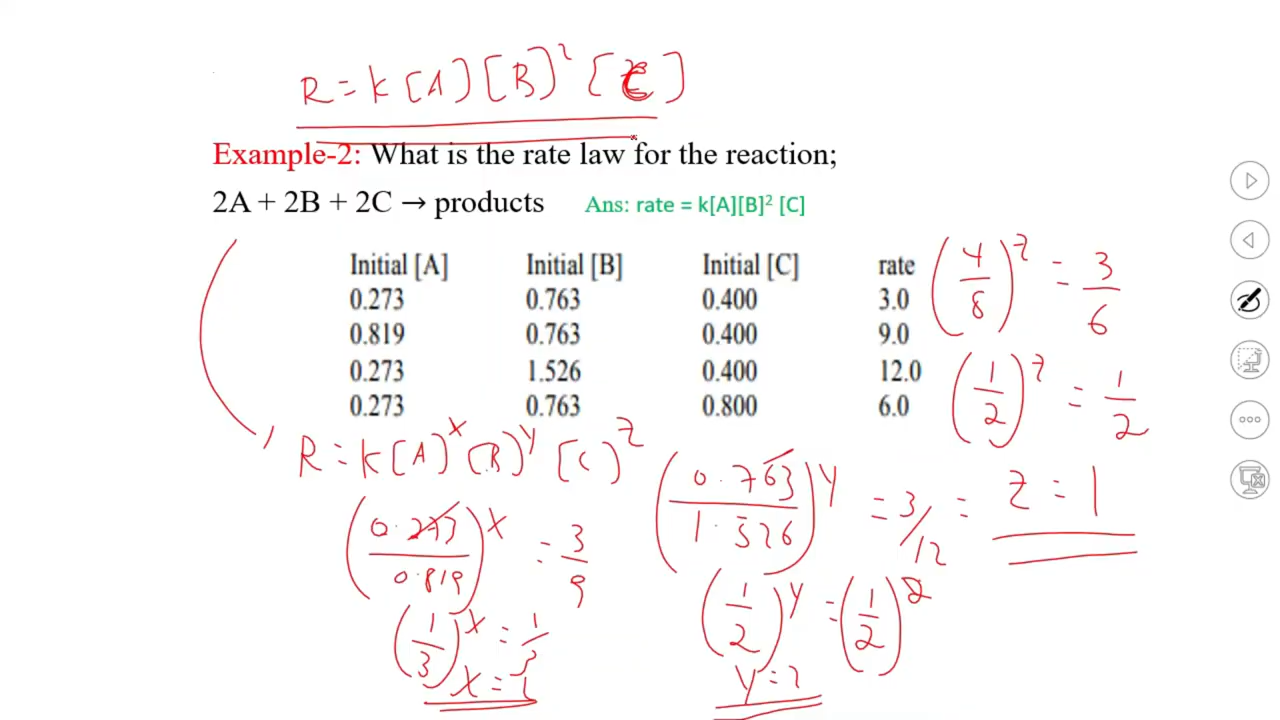 R = k [A] [B]² [C]
Example-2: What is the rate law for the reaction;
2A + 2B + 2C → products Ans: rate = k[A][B]² [C]
Initial [A] Initial [B] Initial [C] rate
0.273 0.763 0.400 3.0
0.819 0.763 0.400 9.0
0.273 1.526 0.400 12.0
0.273 0.763 0.800 6.0
(4/8)^z = 3/6
(1/2)^z = 1/2
z = 1
R = k [A]^x [B]^y [C]^z
(0.273/0.819)^x = 3/9
(1/3)^x = 1/3
x = 1
(0.763/1.526)^y = 3/12 =
(1/2)^y = (1/2)^2
y = 2